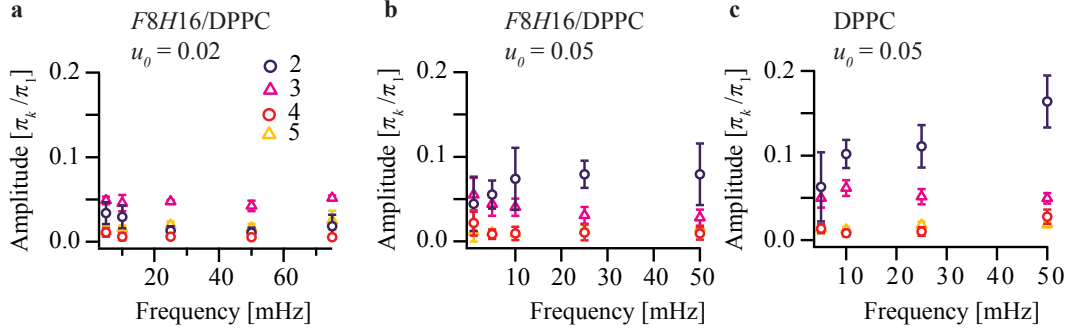 a
F8H16/DPPC
u0 = 0.02
Amplitude [πk /π1]
0.2
0.1
0.0
2
3
4
5
20 40 60
Frequency [mHz]
b
F8H16/DPPC
u0 = 0.05
Amplitude [πk /π1]
0.2
0.1
0.0
10 20 30 40 50
Frequency [mHz]
c
DPPC
u0 = 0.05
Amplitude [πk /π1]
0.2
0.1
0.0
10 20 30 40 50
Frequency [mHz]